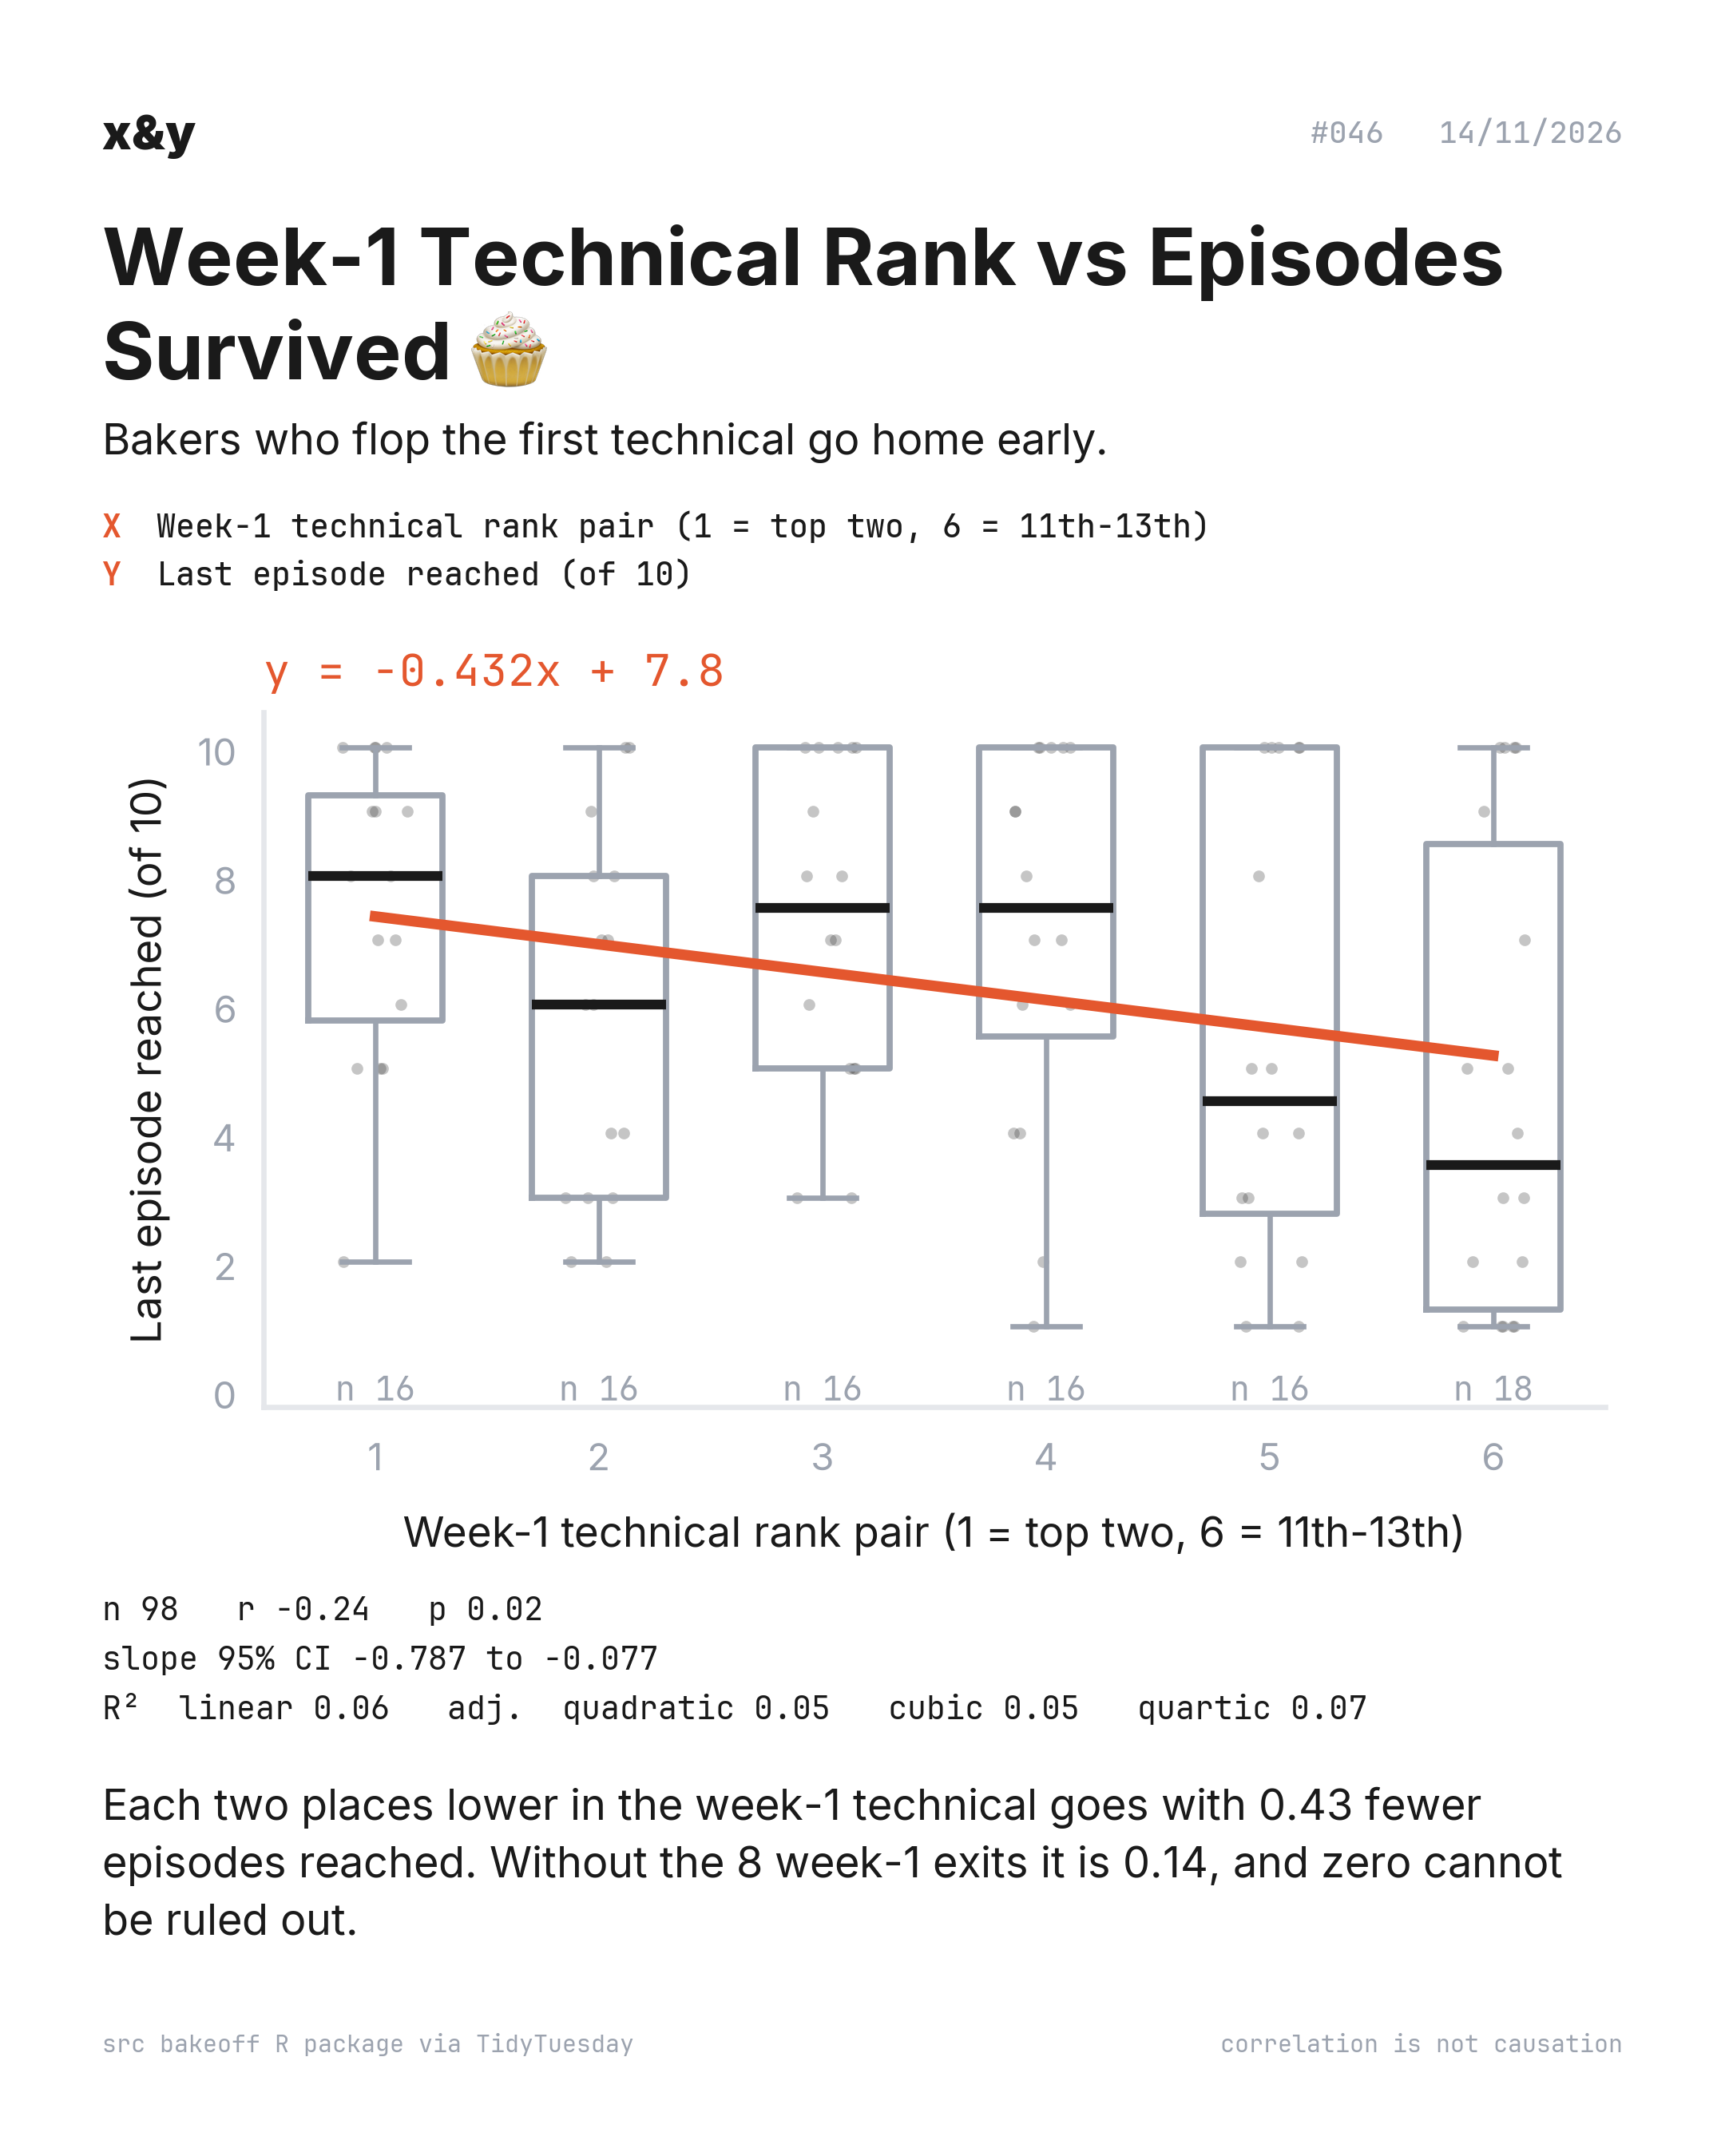 x&y
#046 14/11/2026
Week-1 Technical Rank vs Episodes
Survived
Bakers who flop the first technical go home early.
X Week-1 technical rank pair (1 = top two, 6 = 11th-13th)
Y Last episode reached (of 10)
y = -0.432x + 7.8
Last episode reached (of 10)
10
8
6
4
2
0
n 16 n 16 n 16 n 16 n 16 n 18
1 2 3 4 5 6
Week-1 technical rank pair (1 = top two, 6 = 11th-13th)
n 98 r -0.24 p 0.02
slope 95% CI -0.787 to -0.077
R² linear 0.06 adj. quadratic 0.05 cubic 0.05 quartic 0.07
Each two places lower in the week-1 technical goes with 0.43 fewer
episodes reached. Without the 8 week-1 exits it is 0.14, and zero cannot
be ruled out.
src bakeoff R package via TidyTuesday
correlation is not causation